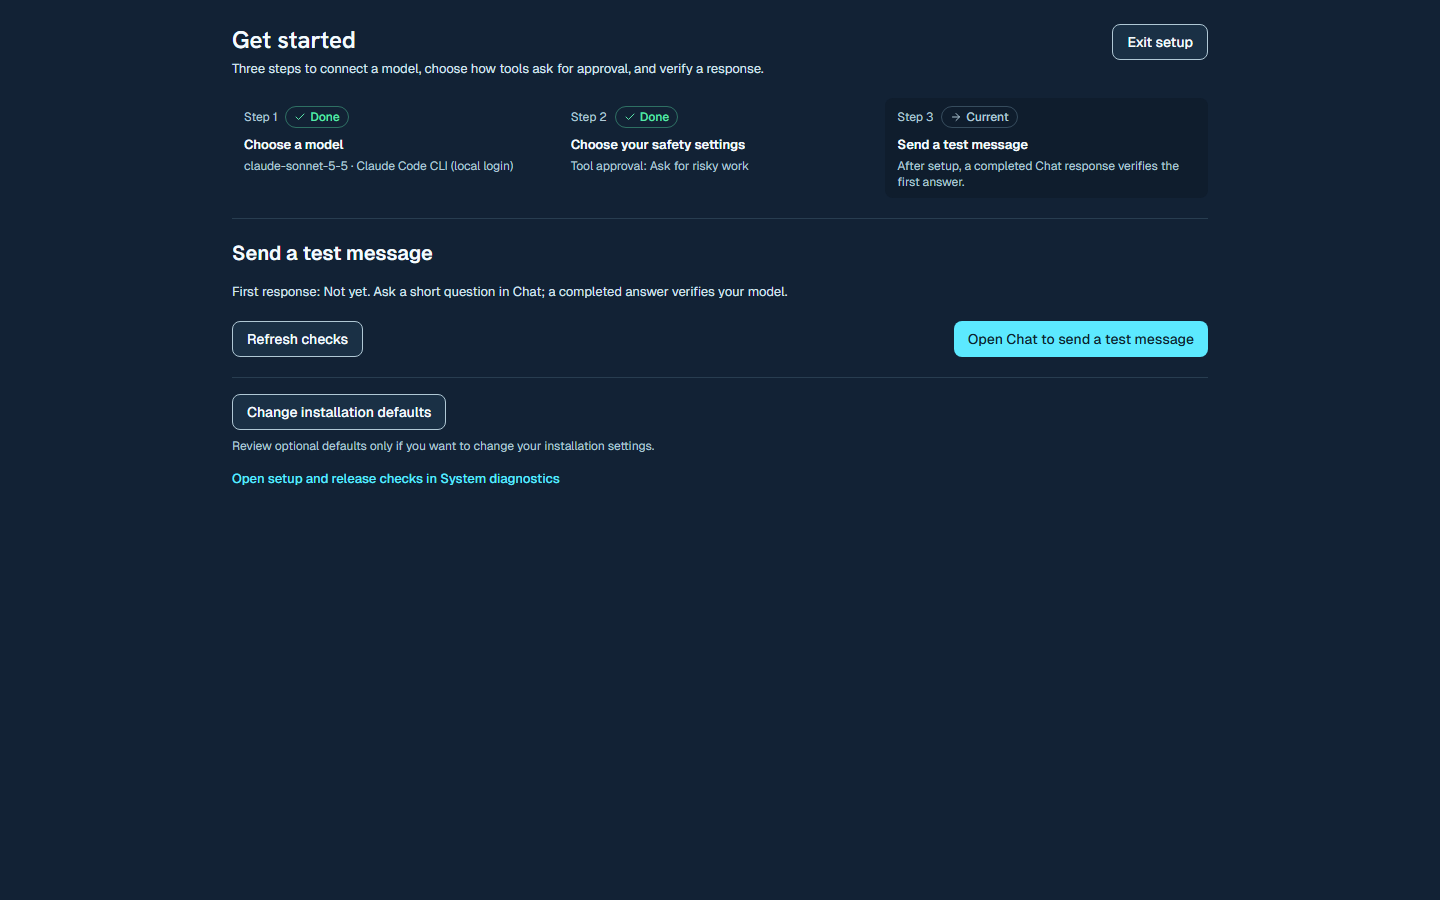 Get started
Exit setup
Three steps to connect a model, choose how tools ask for approval, and verify a response.
Step 1
Done
Choose a model
claude-sonnet-5-5 · Claude Code CLI (local login)
Step 2
Done
Choose your safety settings
Tool approval: Ask for risky work
Step 3
Current
Send a test message
After setup, a completed Chat response verifies the
first answer.
Send a test message
First response: Not yet. Ask a short question in Chat; a completed answer verifies your model.
Refresh checks
Open Chat to send a test message
Change installation defaults
Review optional defaults only if you want to change your installation settings.
Open setup and release checks in System diagnostics